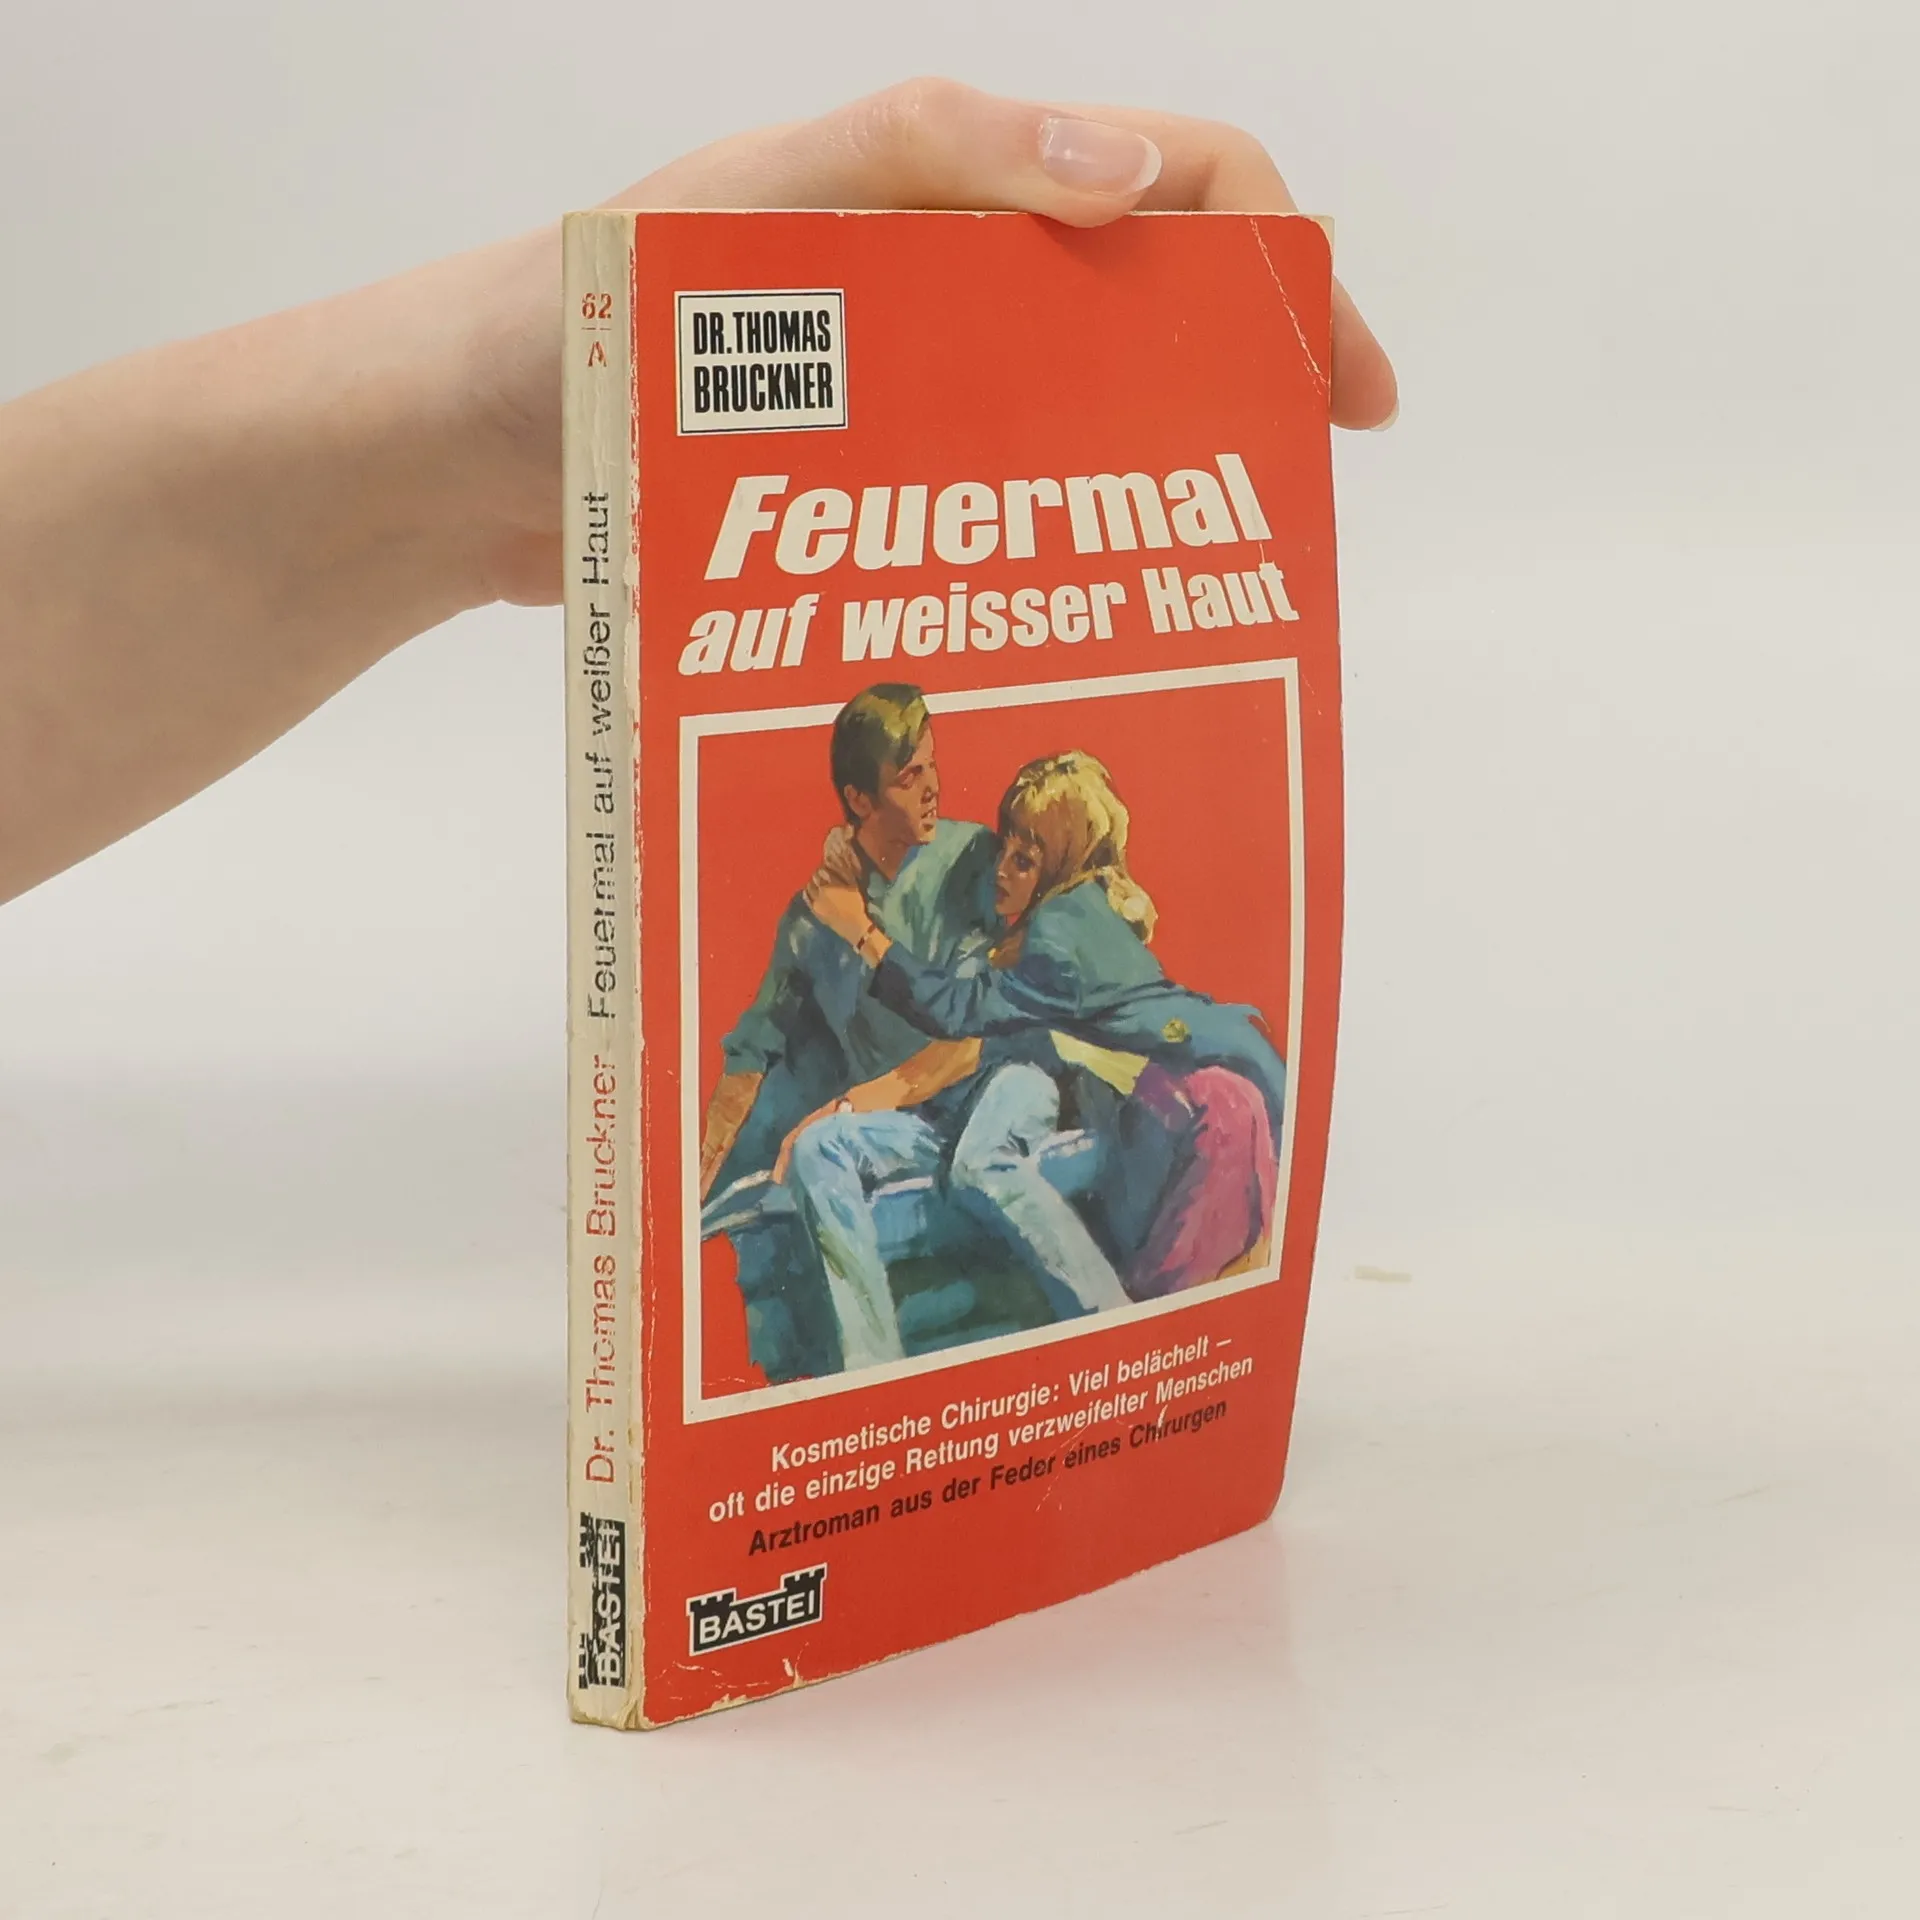 62
A
Dr. Thomas Bruckner Feuermal auf weißer Haut
BASTEI
DR. THOMAS
BRUCKNER
Feuermal
auf weisser Haut
Kosmetische Chirurgie: Viel belächelt –
oft die einzige Rettung verzweifelter Menschen
Arztroman aus der Feder eines Chirurgen
BASTEI